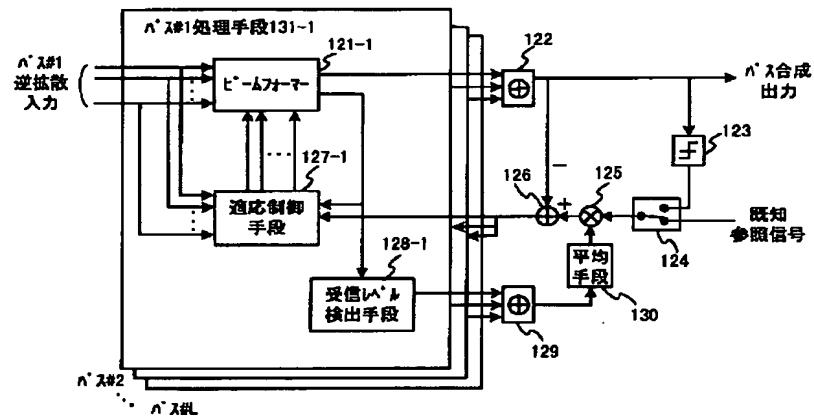 ﾊﾟｽ#1処理手段131-1
121-1
122
ﾊﾟｽ#1
逆拡散
入力
ﾋﾞｰﾑﾌｫｰﾏｰ
ﾊﾟｽ合成
出力
123
127-1
126
125
適応制御
手段
－
＋
124
既知
参照信号
128-1
平均
手段
130
受信ﾚﾍﾞﾙ
検出手段
129
ﾊﾟｽ#2
ﾊﾟｽ#L